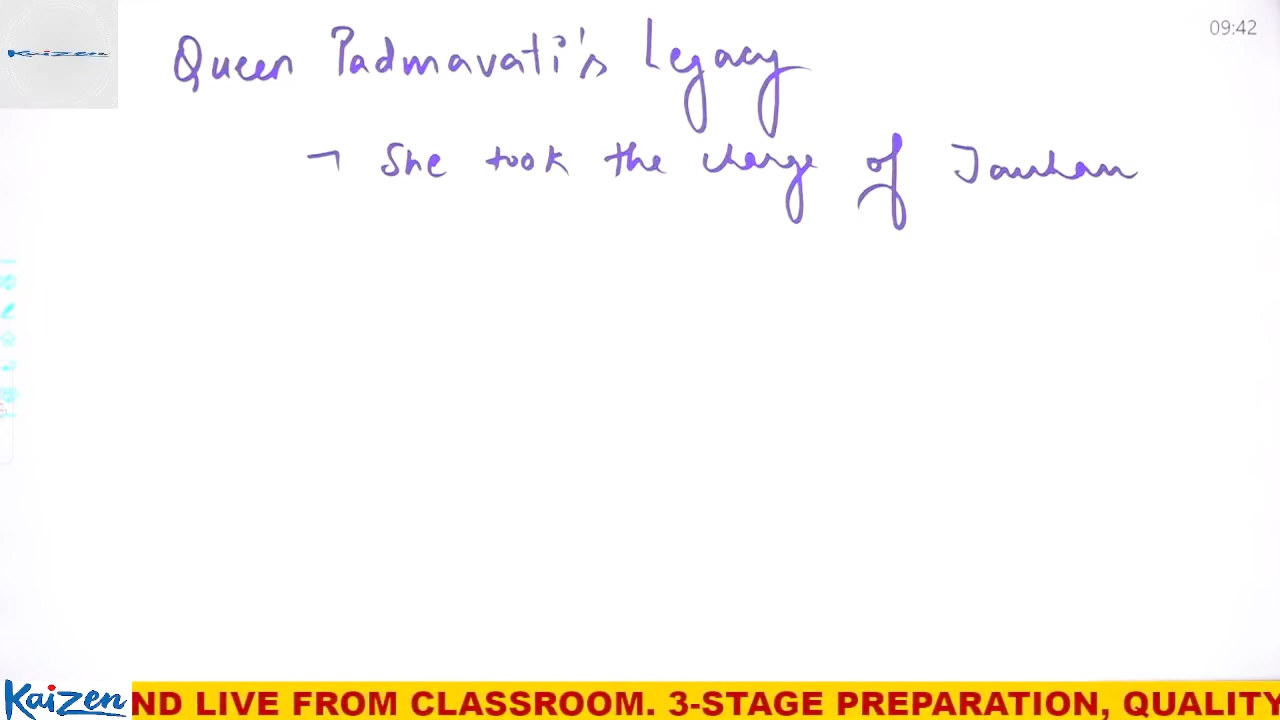 Kaizen
09:42
Queen Padmavati's Legacy
→ She took the charge of Jauhar
Kaizen
ND LIVE FROM CLASSROOM. 3-STAGE PREPARATION, QUALITY